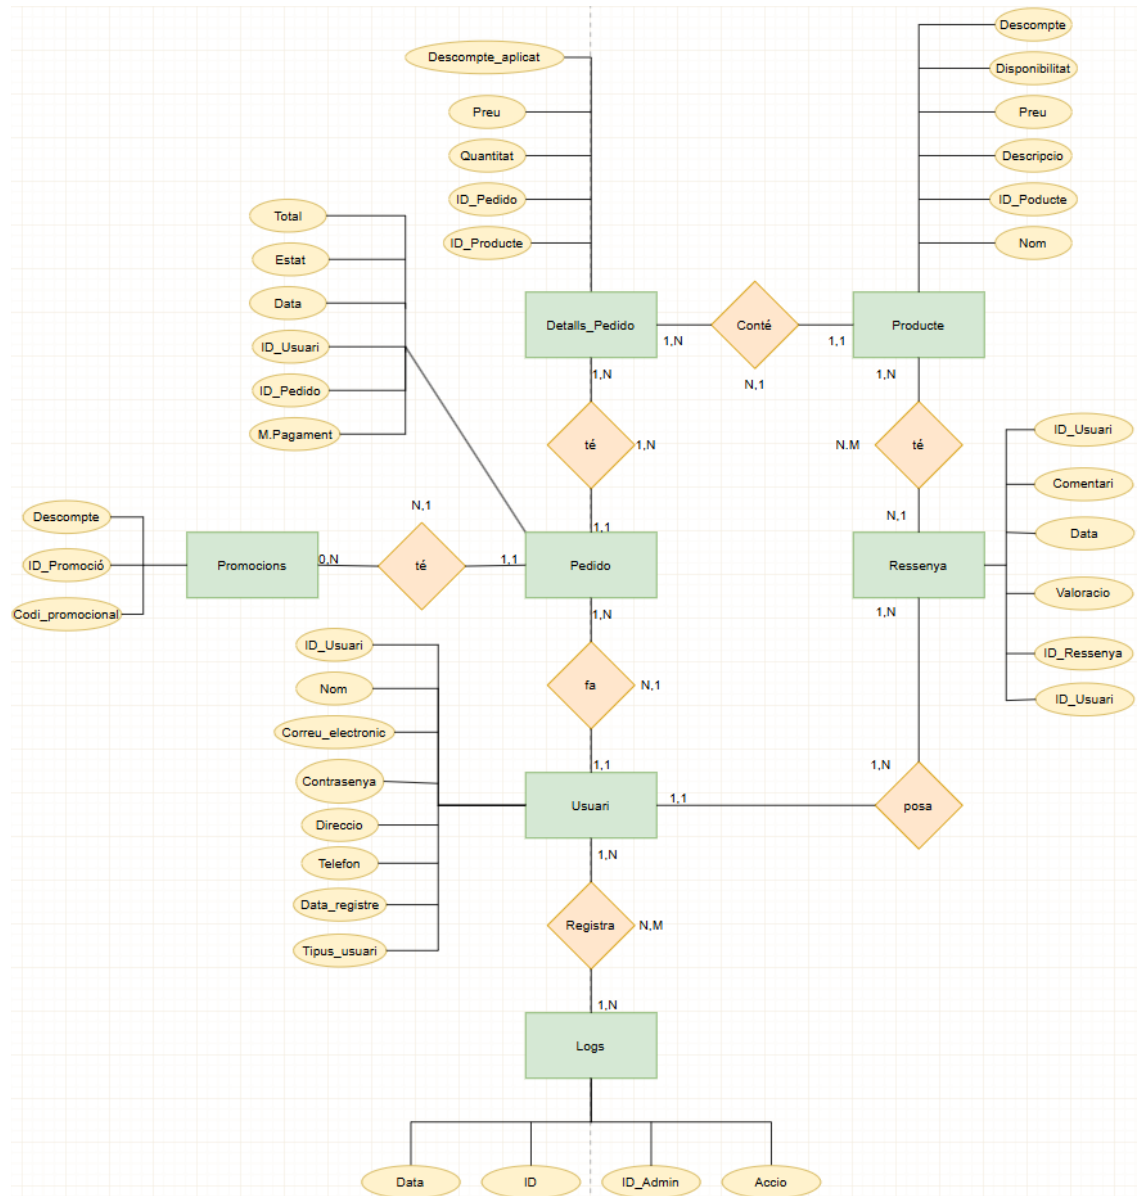 Descompte
Descompte_aplicat
Disponibilitat
Preu
Preu
Quantitat
Descripcio
ID_Pedido
ID_Poducte
ID_Producte
Nom
Total
Estat
Data
ID_Usuari
ID_Pedido
M.Pagament
Detalls_Pedido
1,N
Conté
N,1
1,1
Producte
1,N
té
1,N
1,1
1,N
N.M
té
N,1
ID_Usuari
Comentari
Data
Valoracio
ID_Ressenya
ID_Usuari
Descompte
ID_Promoció
Codi_promocional
Promocions
0,N
N,1
té
1,1
Pedido
Ressenya
1,N
1,N
fa
N,1
1,1
ID_Usuari
Nom
Correu_electronic
Contrasenya
Direccio
Telefon
Data_registre
Tipus_usuari
Usuari
1,1
1,N
posa
1,N
Registra
N,M
1,N
Logs
Data
ID
ID_Admin
Accio